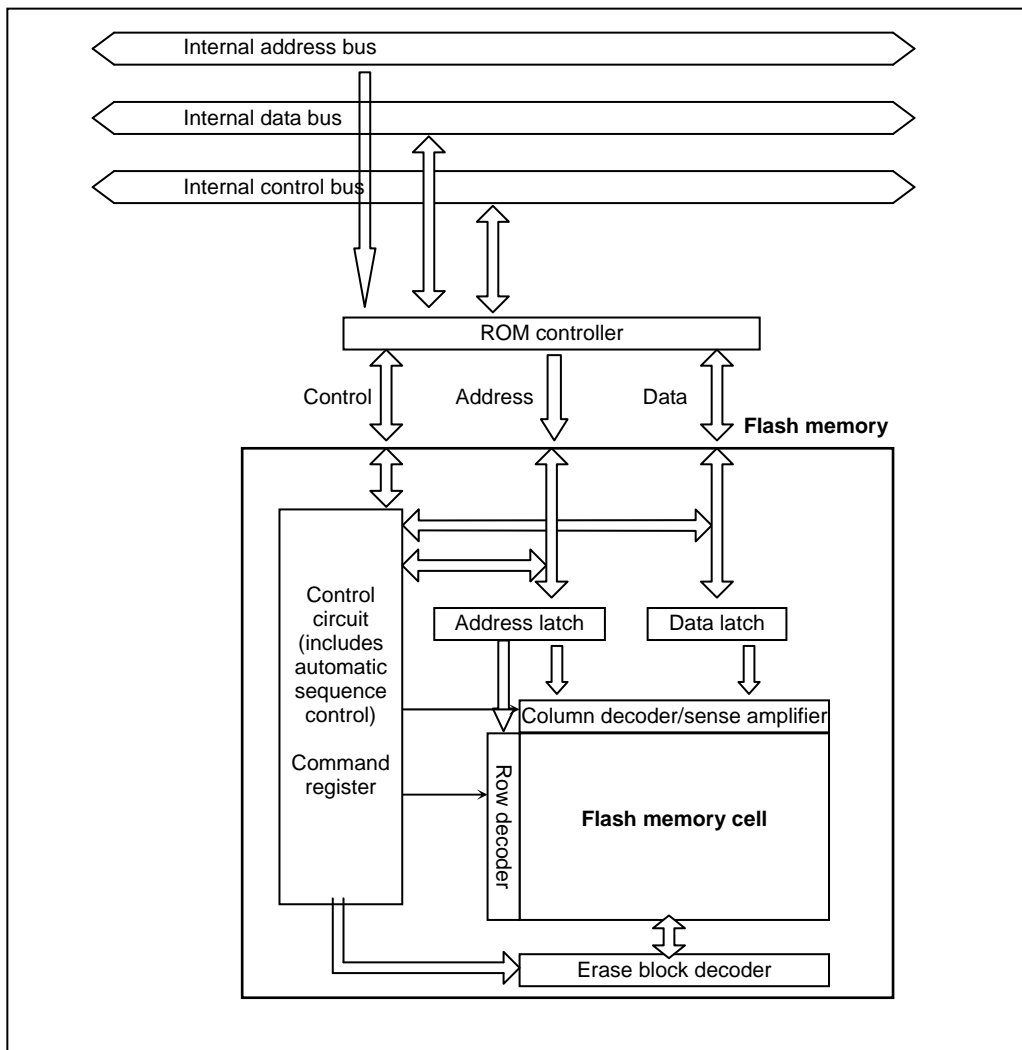 Internal address bus
Internal data bus
Internal control bus
ROM controller
Control
Address
Data
Flash memory
Control
circuit
(includes
automatic
sequence
control)
Command
register
Address latch
Data latch
Column decoder/sense amplifier
Row decoder
Flash memory cell
Erase block decoder